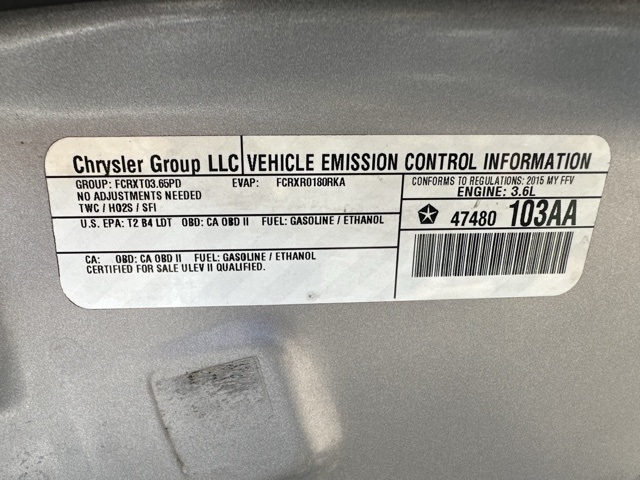 Chrysler Group LLC VEHICLE EMISSION CONTROL INFORMATION
GROUP: FCRXT03.65PD EVAP: FCRXR0180RKA
NO ADJUSTMENTS NEEDED
TWC / HO2S / SFI
CONFORMS TO REGULATIONS: 2015 MY FFV
ENGINE: 3.6L
U.S. EPA: T2 B4 LDT OBD: CA OBD II FUEL: GASOLINE / ETHANOL
47480 103AA
CA: OBD: CA OBD II FUEL: GASOLINE / ETHANOL
CERTIFIED FOR SALE ULEV II QUALIFIED.